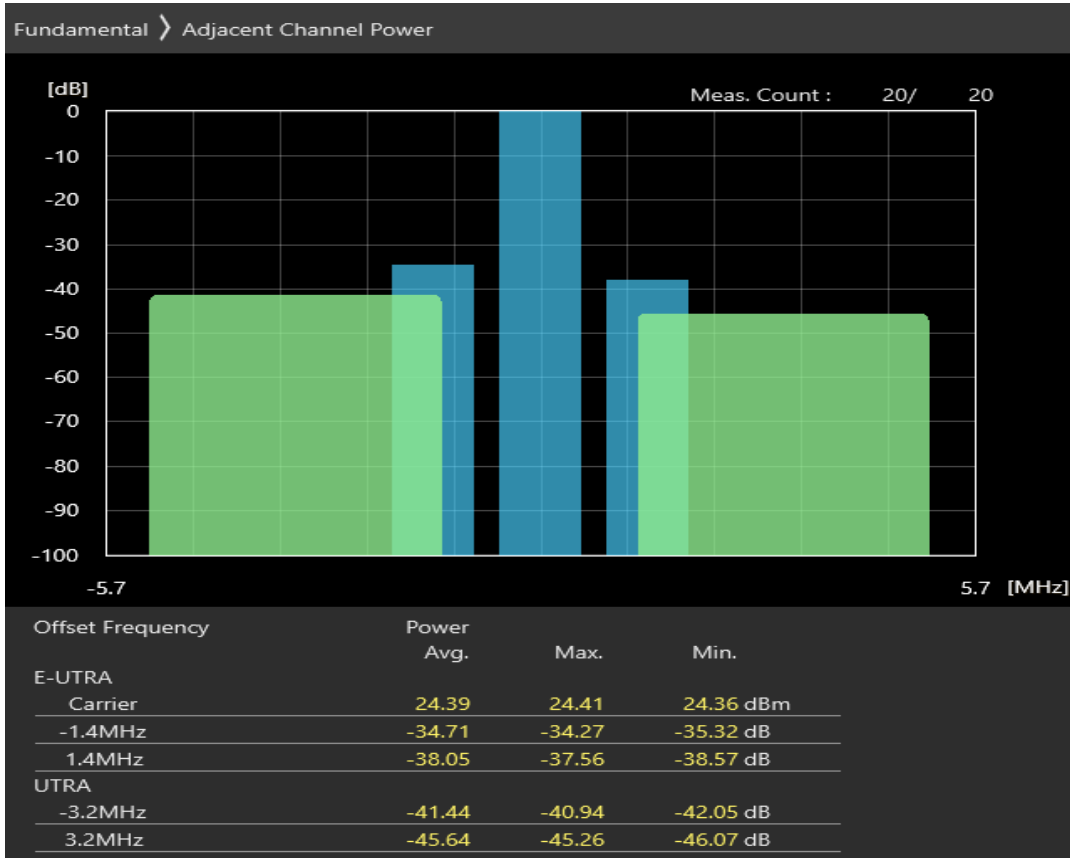 Fundamental 〉 Adjacent Channel Power
[dB]
Meas. Count : 20/ 20
0
-10
-20
-30
-40
-50
-60
-70
-80
-90
-100
-5.7 5.7 [MHz]
Offset Frequency Power
Avg. Max. Min.
E-UTRA
Carrier 24.39 24.41 24.36 dBm
-1.4MHz -34.71 -34.27 -35.32 dB
1.4MHz -38.05 -37.56 -38.57 dB
UTRA
-3.2MHz -41.44 -40.94 -42.05 dB
3.2MHz -45.64 -45.26 -46.07 dB